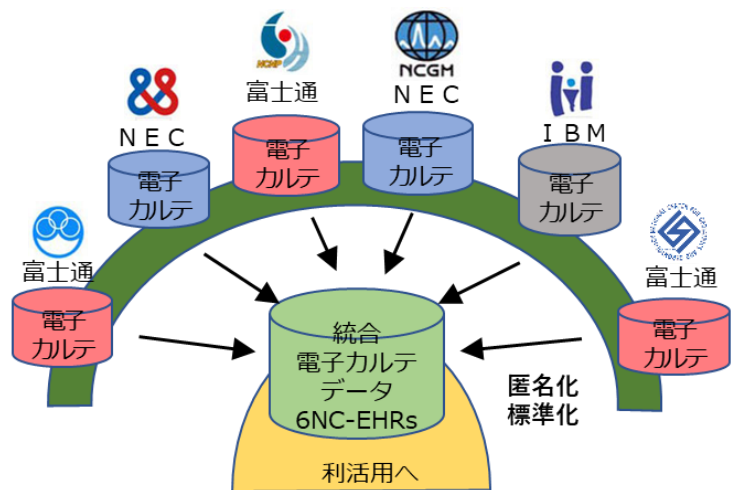 NCNP
富士通
電子
カルテ
NCGM
ＮＥＣ
電子
カルテ
ＮＥＣ
電子
カルテ
ＩＢＭ
電子
カルテ
富士通
電子
カルテ
富士通
電子
カルテ
統合
電子カルテ
データ
6NC-EHRs
匿名化
標準化
利活用へ